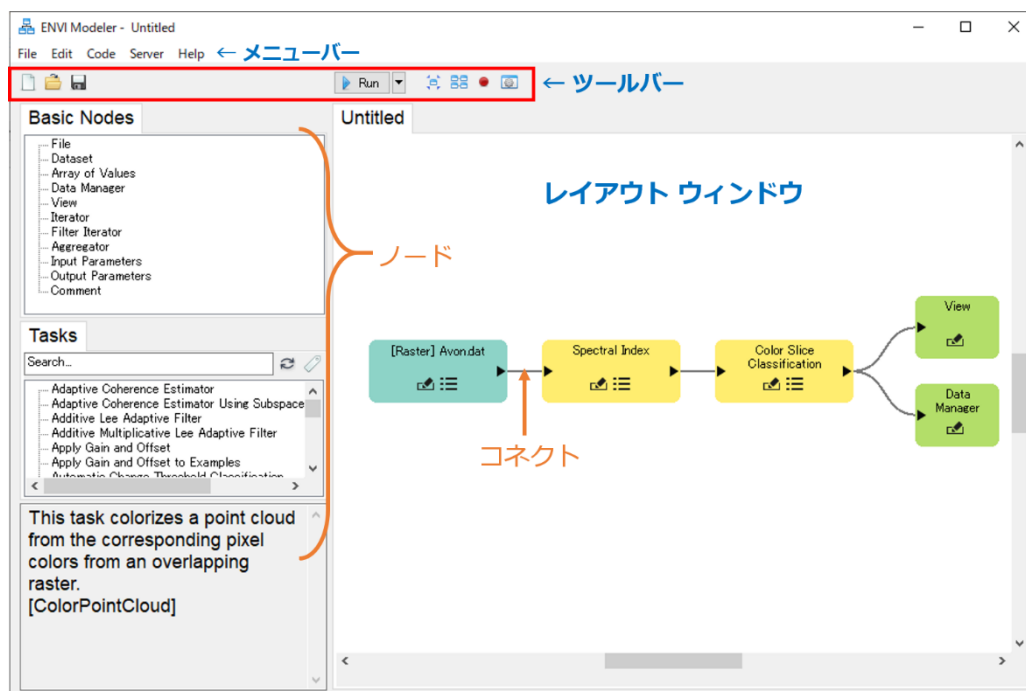 ENVI Modeler - Untitled
File Edit Code Server Help ← メニューバー
Run
← ツールバー
Basic Nodes
File
Dataset
Array of Values
Data Manager
View
Iterator
Filter Iterator
Aggregator
Input Parameters
Output Parameters
Comment
ノード
Tasks
Search...
Adaptive Coherence Estimator
Adaptive Coherence Estimator Using Subspace
Additive Lee Adaptive Filter
Additive Multiplicative Lee Adaptive Filter
Apply Gain and Offset
Apply Gain and Offset to Examples
Automatic Change Threshold Classification
This task colorizes a point cloud
from the corresponding pixel
colors from an overlapping
raster.
[ColorPointCloud]
Untitled
レイアウト ウィンドウ
[Raster] Avon.dat
Spectral Index
Color Slice
Classification
View
Data
Manager
コネクト